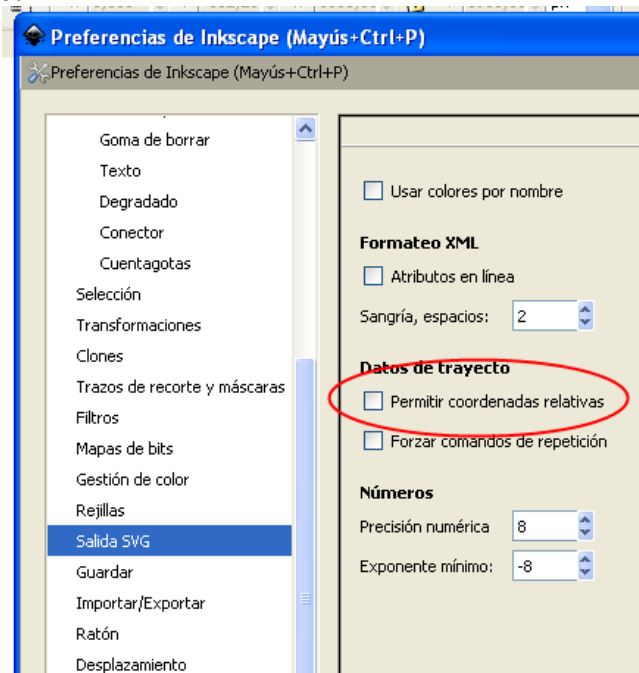 Preferencias de Inkscape (Mayús+Ctrl+P)
Preferencias de Inkscape (Mayús+Ctrl+P)
Goma de borrar
Texto
Degradado
Conector
Cuentagotas
Selección
Transformaciones
Clones
Trazos de recorte y máscaras
Filtros
Mapas de bits
Gestión de color
Rejillas
Salida SVG
Guardar
Importar/Exportar
Ratón
Desplazamiento
Usar colores por nombre
Formateo XML
Atributos en línea
Sangría, espacios: 2
Datos de trayecto
Permitir coordenadas relativas
Forzar comandos de repetición
Números
Precisión numérica 8
Exponente mínimo: -8